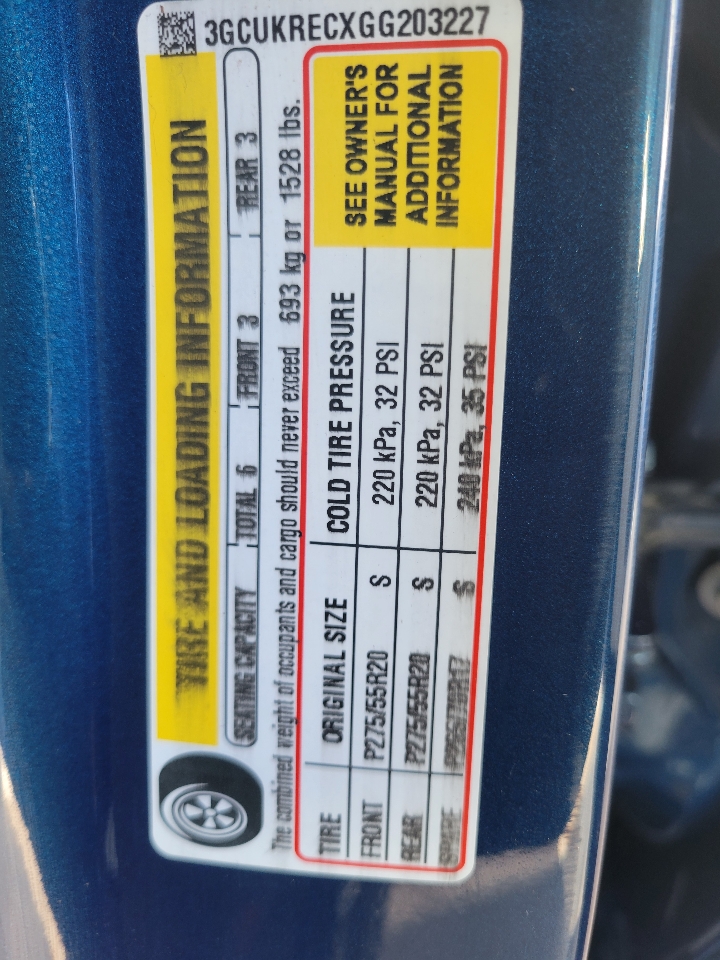 3GCUKRECXGG203227
TIRE AND LOADING INFORMATION
SEATING CAPACITY TOTAL 6 FRONT 3 REAR 3
The combined weight of occupants and cargo should never exceed 693 kg or 1528 lbs.
TIRE ORIGINAL SIZE COLD TIRE PRESSURE
FRONT P275/55R20 S 220 kPa, 32 PSI
REAR P275/55R20 S 220 kPa, 32 PSI
SPARE S 240 kPa, 35 PSI
SEE OWNER'S
MANUAL FOR
ADDITIONAL
INFORMATION